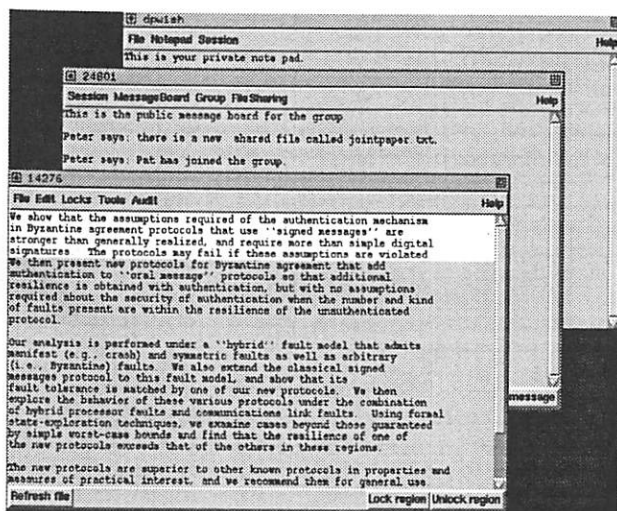 dpwish
File Notepad Session Help
This is your private note pad.
24801
Session MessageBoard Group FileSharing Help
This is the public message board for the group
Peter says: there is a new shared file called jointpaper.txt.
Peter says: Pat has joined the group.
14276
File Edit Locks Tools Audit Help
We show that the assumptions required of the authentication mechanism
in Byzantine agreement protocols that use ``signed messages'' are
stronger than generally realized, and require more than simple digital
signatures  The protocols may fail if these assumptions are violated
We then present new protocols for Byzantine agreement that add
authentication to ``oral message'' protocols so that additional
resilience is obtained with authentication, but with no assumptions
required about the security of authentication when the number and kind
of faults present are within the resilience of the unauthenticated
protocol.
Our analysis is performed under a ``hybrid'' fault model that admits
manifest (e.g., crash) and symmetric faults as well as arbitrary
(i.e., Byzantine) faults.  We also extend the classical signed
messages protocol to this fault model, and show that its
fault tolerance is matched by one of our new protocols.  We then
explore the behavior of these various protocols under the combination
of hybrid processor faults and communications link faults.  Using formal
state-exploration techniques, we examine cases beyond those guaranteed
by simple worst-case bounds and find that the resilience of one of
the new protocols exceeds that of the others in these regions.
The new protocols are superior to other known protocols in properties and
measures of practical interest, and we recommend them for general use
message
Refresh file Lock region Unlock region